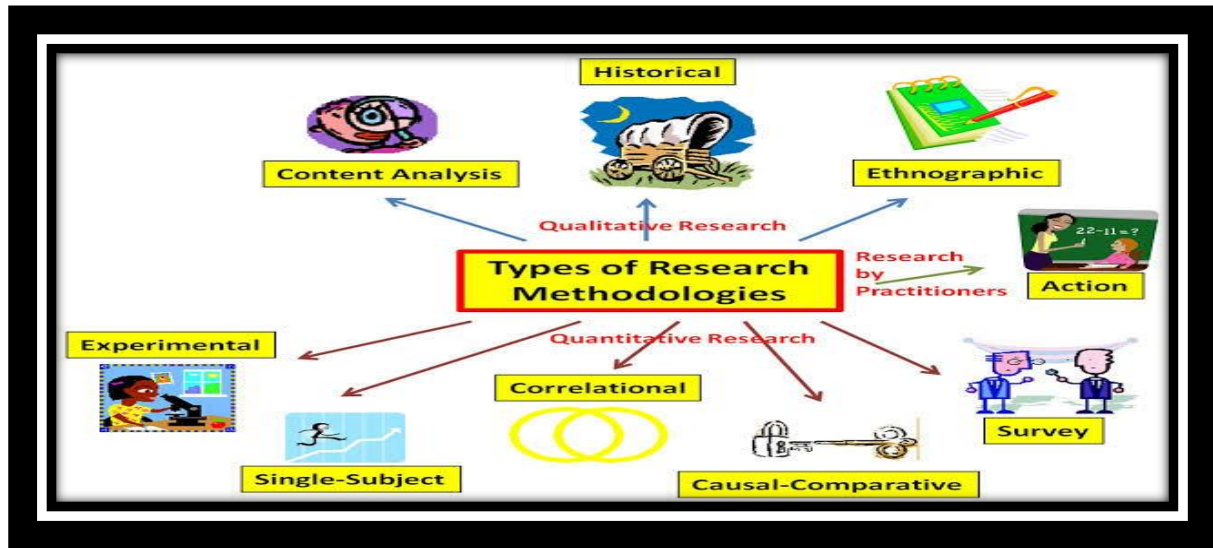 Historical
Content Analysis
Ethnographic
Qualitative Research
22-11=?
Types of Research
Methodologies
Research
by
Practitioners
Action
Quantitative Research
Experimental
Correlational
Survey
Single-Subject
Causal-Comparative